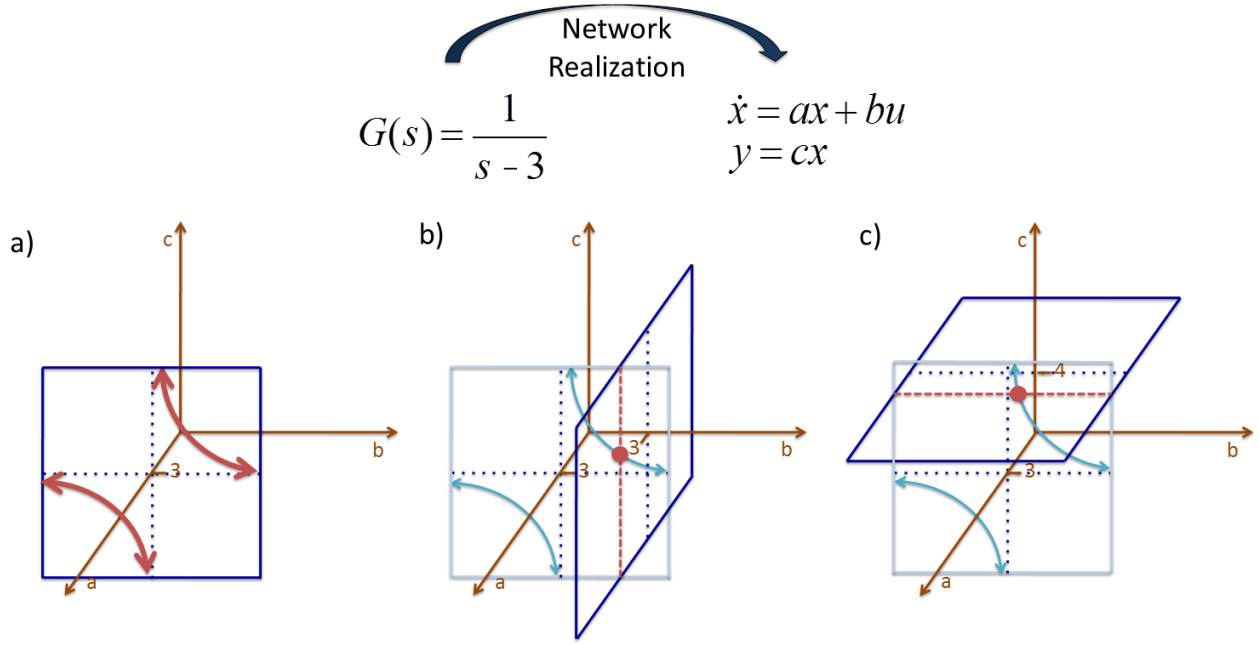 Network
Realization
G(s) = 1 / (s - 3)
ẋ = ax + bu
y = cx
a)
c
b
3
a
b)
c
b
3
3
a
c)
c
4
b
3
a